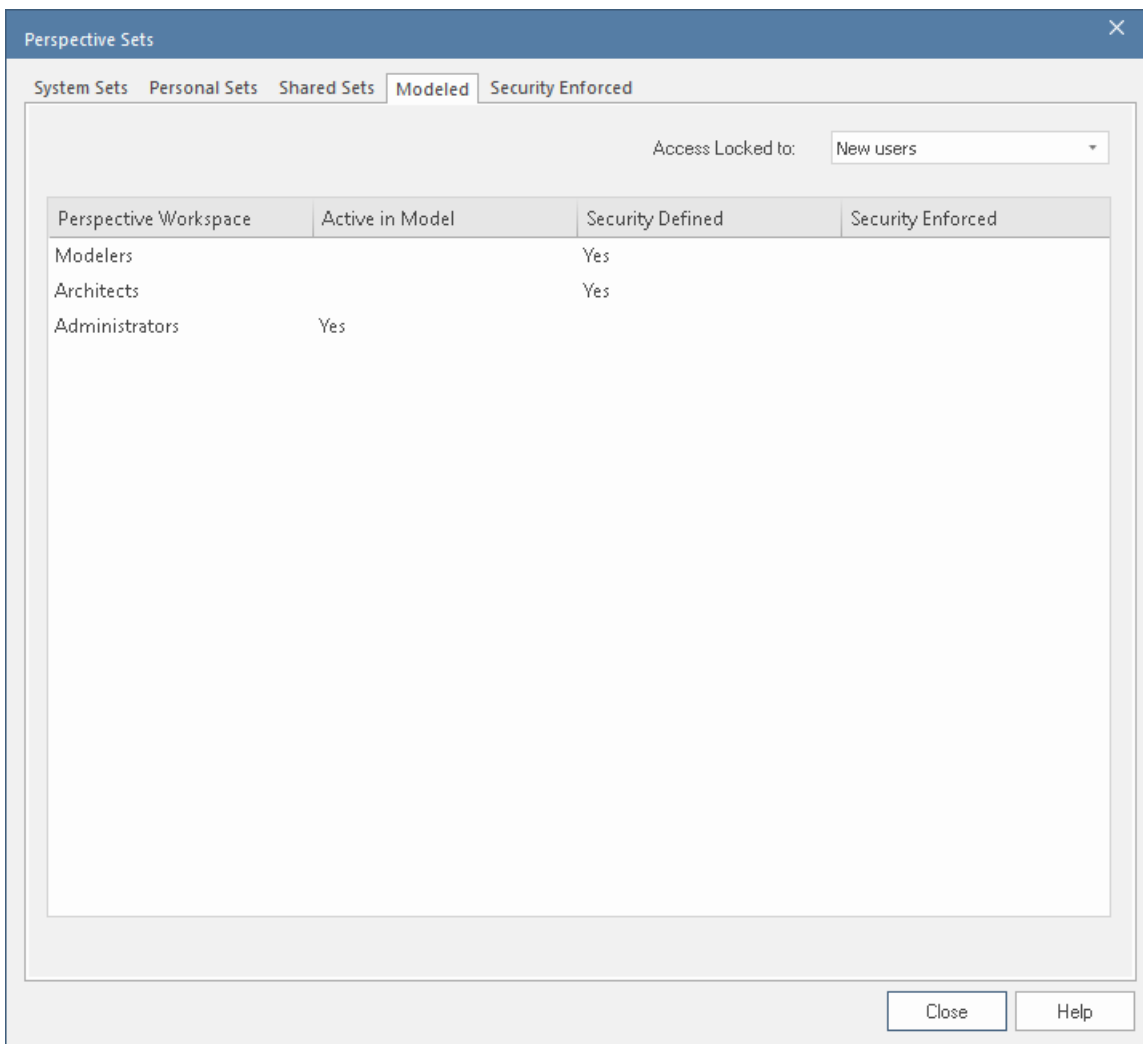 Perspective Sets
System Sets Personal Sets Shared Sets Modeled Security Enforced
Access Locked to: New users
Perspective Workspace Active in Model Security Defined Security Enforced
Modelers Yes
Architects Yes
Administrators Yes
Close Help